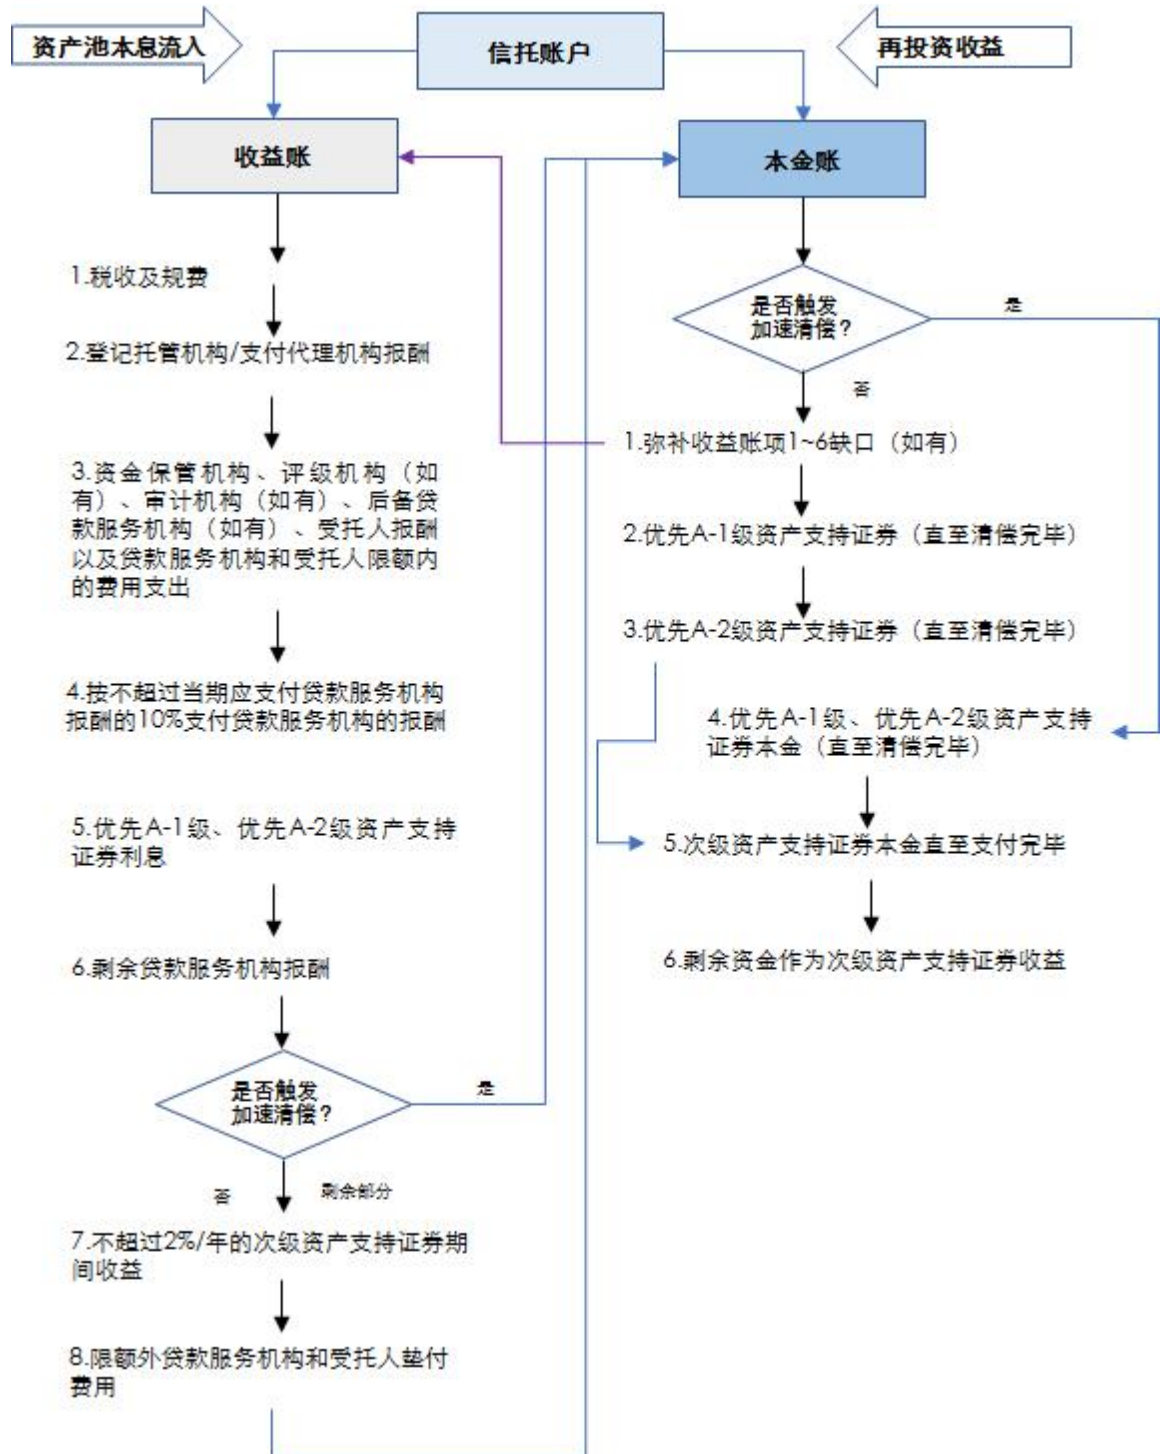 资产池本息流入
信托账户
再投资收益
收益账
本金账
1.税收及规费
2.登记托管机构/支付代理机构报酬
3.资金保管机构、评级机构（如
有）、审计机构（如有）、后备贷
款服务机构（如有）、受托人报酬
以及贷款服务机构和受托人限额内
的费用支出
4.按不超过当期应支付贷款服务机构
报酬的10%支付贷款服务机构的报酬
5.优先A-1级、优先A-2级资产支持
证券利息
6.剩余贷款服务机构报酬
是否触发
加速清偿？
是
否
剩余部分
7.不超过2%/年的次级资产支持证券期
间收益
8.限额外贷款服务机构和受托人垫付
费用
是否触发
加速清偿？
是
否
1.弥补收益账项1~6缺口（如有）
2.优先A-1级资产支持证券（直至清偿完毕）
3.优先A-2级资产支持证券（直至清偿完毕）
4.优先A-1级、优先A-2级资产支持
证券本金（直至清偿完毕）
5.次级资产支持证券本金直至支付完毕
6.剩余资金作为次级资产支持证券收益